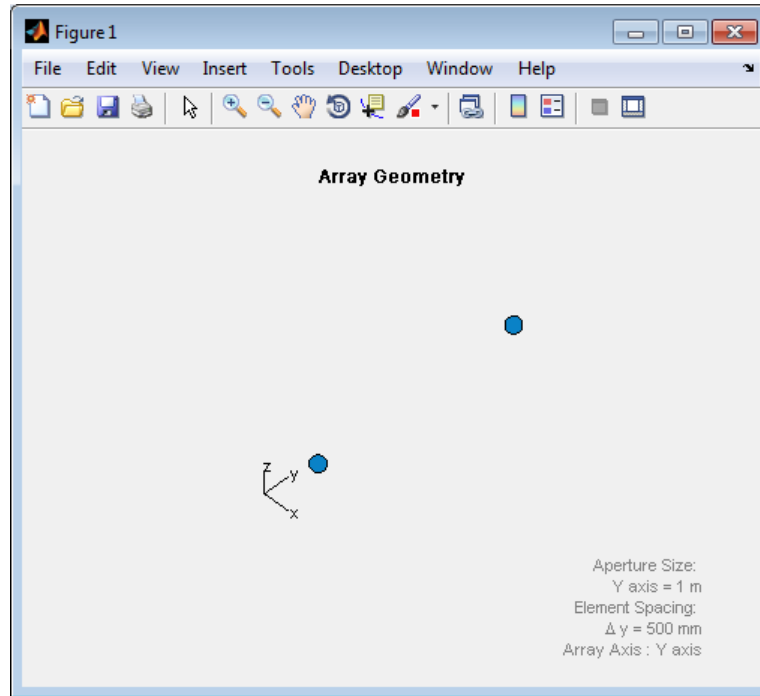 Figure 1
File Edit View Insert Tools Desktop Window Help
Array Geometry
z
y
x
Aperture Size:
Y axis = 1 m
Element Spacing:
Δ y = 500 mm
Array Axis : Y axis